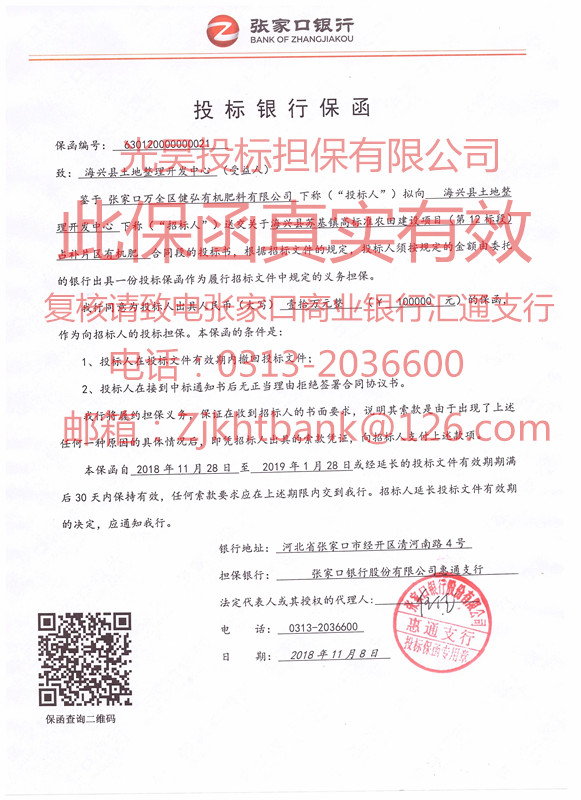 张家口银行
BANK OF ZHANGJIAKOU
投标银行保函
保函编号： 630120000000021
光昊投标担保有限公司
致： 海兴县土地整理开发中心 （受益人）
鉴于 张家口万全区健弘有机肥料有限公司 下称（“投标人”）拟向 海兴县土地整
理开发中心 下称（“招标人”）递交关于海兴县苏基镇高标准农田建设项目（第12标段）
此保函真实有效
占补片区有机肥 合同段的投标书，根据招标文件的规定，投标人须按规定的金额由委托
的银行出具一份投标保函作为履行招标文件中规定的义务担保。
我行同意为投标人出具人民币（大写） 壹拾万元整 （￥ 100000 元）的保函，
复核请致电张家口商业银行汇通支行
作为向招标人的投标担保。本保函的条件是：
1、投标人在投标文件有效期内撤回投标文件；
电话：0313-2036600
2、投标人在接到中标通知书后无正当理由拒绝签署合同协议书。
我行将履约担保义务，保证在收到招标人的书面要求，说明其索款是由于出现了上述
邮箱：Zjkhtbank@126.com
任何一种原因的具体情况后，即凭招标人出具的索款凭证，向招标人支付上述款项。
本保函自 2018年11月28日 至 2019年1月28日或经延长的投标文件有效期期满
后30天内保持有效，任何索款要求应在上述期限内交到我行。招标人延长投标文件有效期
的决定，应通知我行。
银行地址： 河北省张家口市经开区清河南路4号
担保银行： 张家口银行股份有限公司惠通支行
法定代表人或其授权的代理人：
张家口银行股份有限公司
惠通支行
投标保函专用章
电 话： 0313-2036600
日 期： 2018年11月8日
保函查询二维码